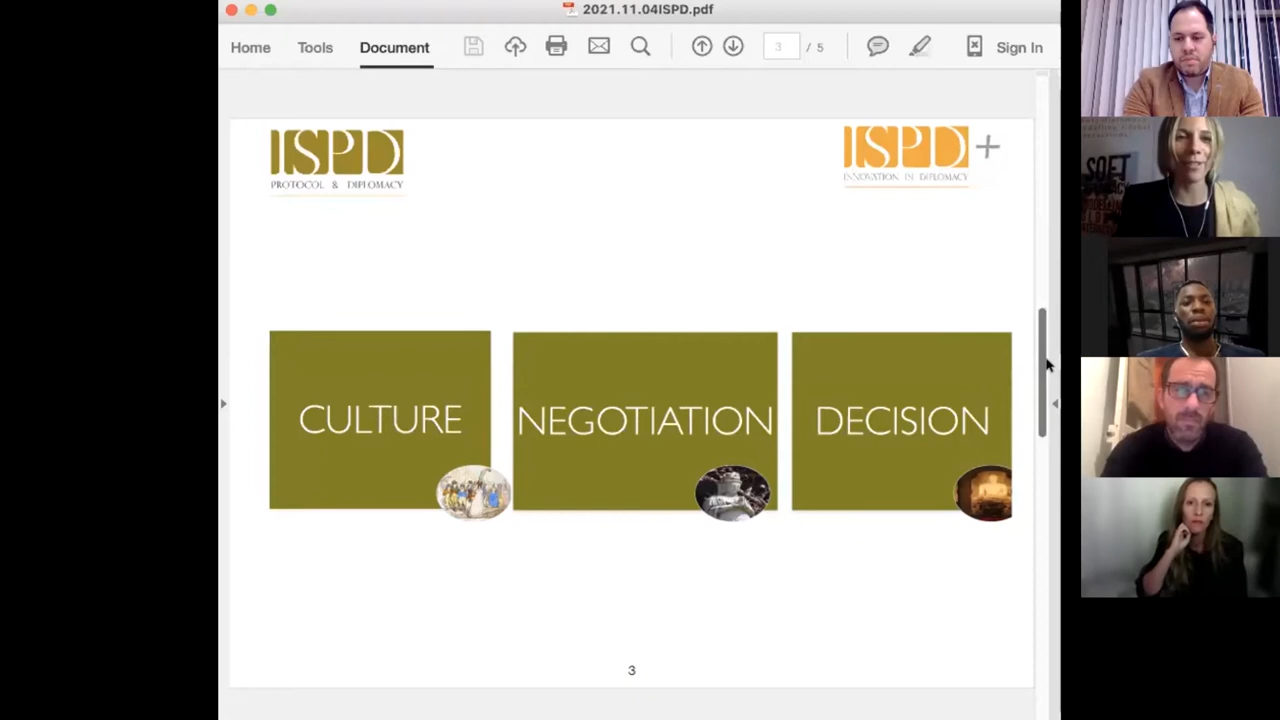 2021.11.04ISPD.pdf
Home Tools Document 3 / 5 Sign In
ISPD
PROTOCOL & DIPLOMACY
ISPD +
INNOVATION IN DIPLOMACY
CULTURE NEGOTIATION DECISION
3
SOFT